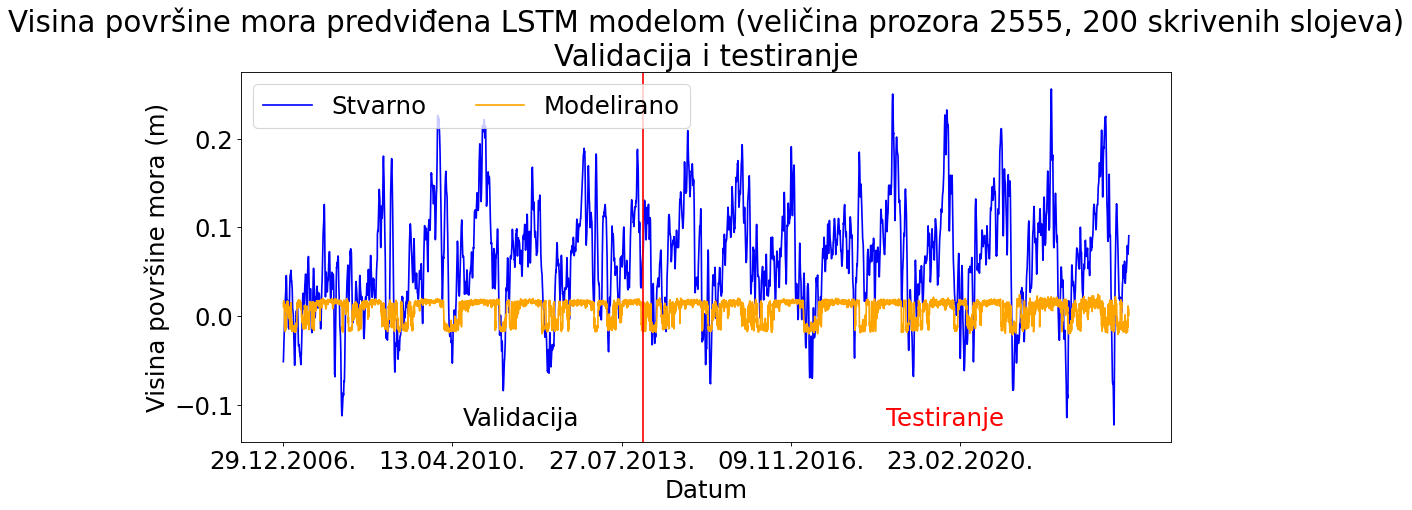 Visina površine mora predviđena LSTM modelom (veličina prozora 2555, 200 skrivenih slojeva)
Validacija i testiranje
Stvarno Modelirano
Visina površine mora (m)
0.2
0.1
0.0
−0.1
Validacija Testiranje
29.12.2006. 13.04.2010. 27.07.2013. 09.11.2016. 23.02.2020.
Datum